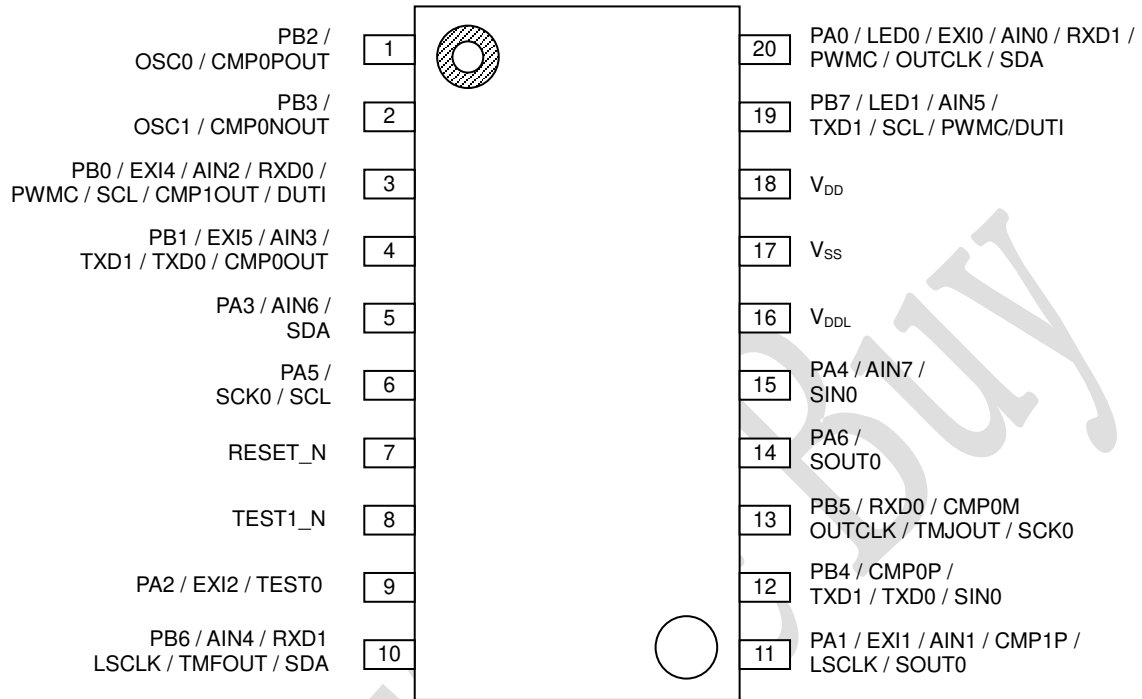 PB2 /
OSC0 / CMP0POUT
1
PB3 /
OSC1 / CMP0NOUT
2
PB0 / EXI4 / AIN2 / RXD0 /
PWMC / SCL / CMP1OUT / DUTI
3
PB1 / EXI5 / AIN3 /
TXD1 / TXD0 / CMP0OUT
4
PA3 / AIN6 /
SDA
5
PA5 /
SCK0 / SCL
6
RESET_N
7
TEST1_N
8
PA2 / EXI2 / TEST0
9
PB6 / AIN4 / RXD1
LSCLK / TMFOUT / SDA
10
20
PA0 / LED0 / EXI0 / AIN0 / RXD1 /
PWMC / OUTCLK / SDA
19
PB7 / LED1 / AIN5 /
TXD1 / SCL / PWMC/DUTI
18
VDD
17
VSS
16
VDDL
15
PA4 / AIN7 /
SIN0
14
PA6 /
SOUT0
13
PB5 / RXD0 / CMP0M
OUTCLK / TMJOUT / SCK0
12
PB4 / CMP0P /
TXD1 / TXD0 / SIN0
11
PA1 / EXI1 / AIN1 / CMP1P /
LSCLK / SOUT0
Buy